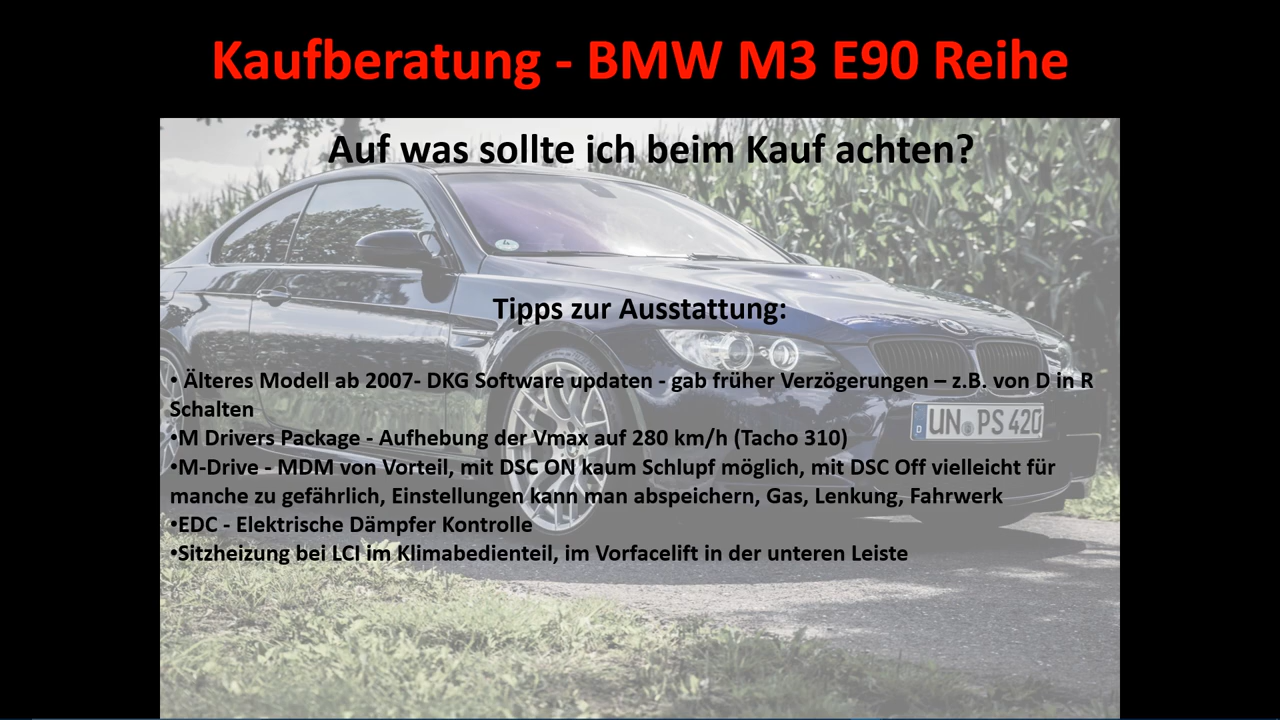 Kaufberatung - BMW M3 E90 Reihe
Auf was sollte ich beim Kauf achten?
Tipps zur Ausstattung:
• Älteres Modell ab 2007- DKG Software updaten - gab früher Verzögerungen – z.B. von D in R
Schalten
•M Drivers Package - Aufhebung der Vmax auf 280 km/h (Tacho 310)
•M-Drive - MDM von Vorteil, mit DSC ON kaum Schlupf möglich, mit DSC Off vielleicht für
manche zu gefährlich, Einstellungen kann man abspeichern, Gas, Lenkung, Fahrwerk
•EDC - Elektrische Dämpfer Kontrolle
•Sitzheizung bei LCI im Klimabedienteil, im Vorfacelift in der unteren Leiste
UN PS 420